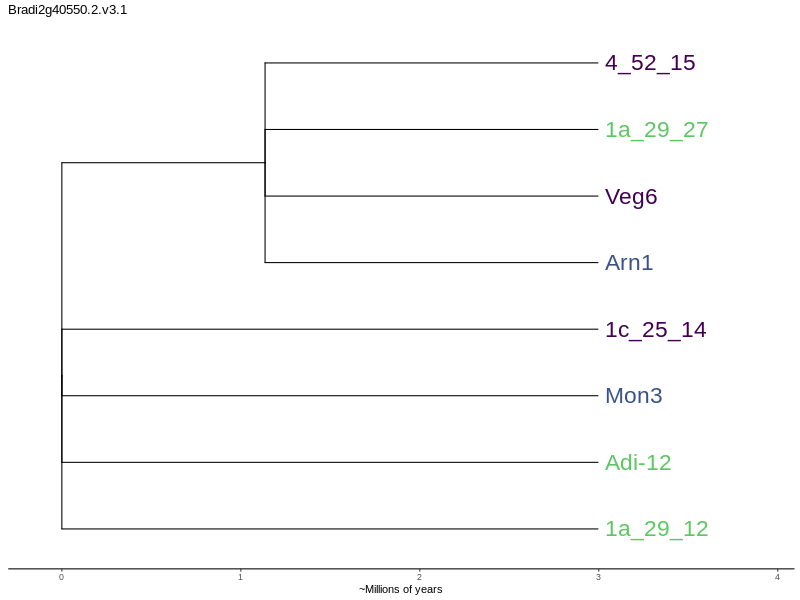 Bradi2g40550.2.v3.1
4_52_15
1a_29_27
Veg6
Arn1
1c_25_14
Mon3
Adi-12
1a_29_12
0 1 2 3 4
~Millions of years